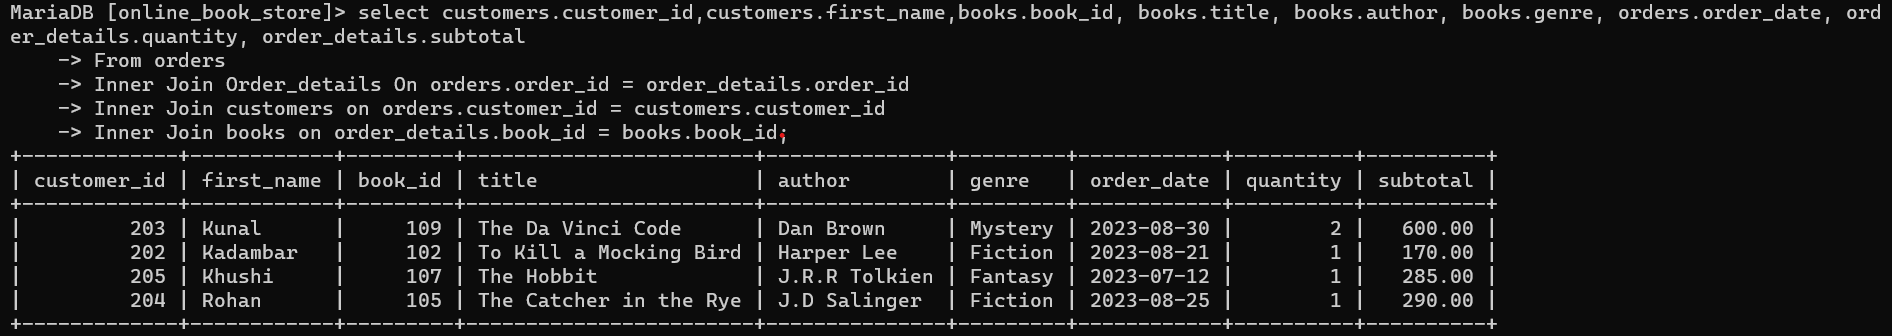 MariaDB [online_book_store]> select customers.customer_id,customers.first_name,books.book_id, books.title, books.author, books.genre, orders.order_date, ord
er_details.quantity, order_details.subtotal
    -> From orders
    -> Inner Join Order_details On orders.order_id = order_details.order_id
    -> Inner Join customers on orders.customer_id = customers.customer_id
    -> Inner Join books on order_details.book_id = books.book_id;
+-------------+------------+---------+-----------------------+---------------+---------+------------+----------+----------+
| customer_id | first_name | book_id | title                 | author        | genre   | order_date | quantity | subtotal |
+-------------+------------+---------+-----------------------+---------------+---------+------------+----------+----------+
|         203 | Kunal      |     109 | The Da Vinci Code     | Dan Brown     | Mystery | 2023-08-30 |        2 |   600.00 |
|         202 | Kadambar   |     102 | To Kill a Mocking Bird | Harper Lee    | Fiction | 2023-08-21 |        1 |   170.00 |
|         205 | Khushi     |     107 | The Hobbit            | J.R.R Tolkien | Fantasy | 2023-07-12 |        1 |   285.00 |
|         204 | Rohan      |     105 | The Catcher in the Rye | J.D Salinger  | Fiction | 2023-08-25 |        1 |   290.00 |
+-------------+------------+---------+-----------------------+---------------+---------+------------+----------+----------+